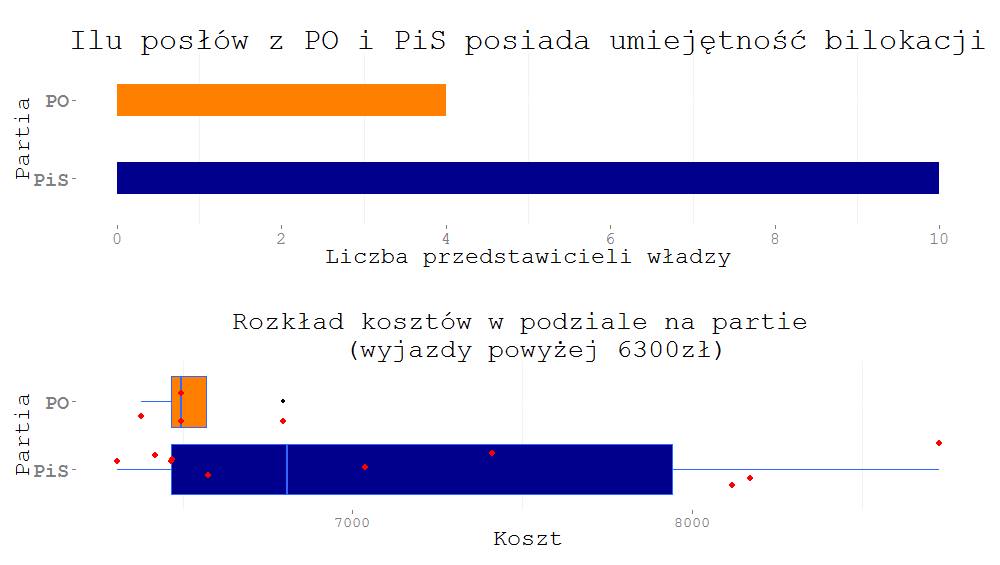 Ilu posłów z PO i PiS posiada umiejętność bilokacji
Partia
PO
PiS
0 2 4 6 8 10
Liczba przedstawicieli władzy
Rozkład kosztów w podziale na partie
(wyjazdy powyżej 6300zł)
Partia
PO
PiS
7000 8000
Koszt